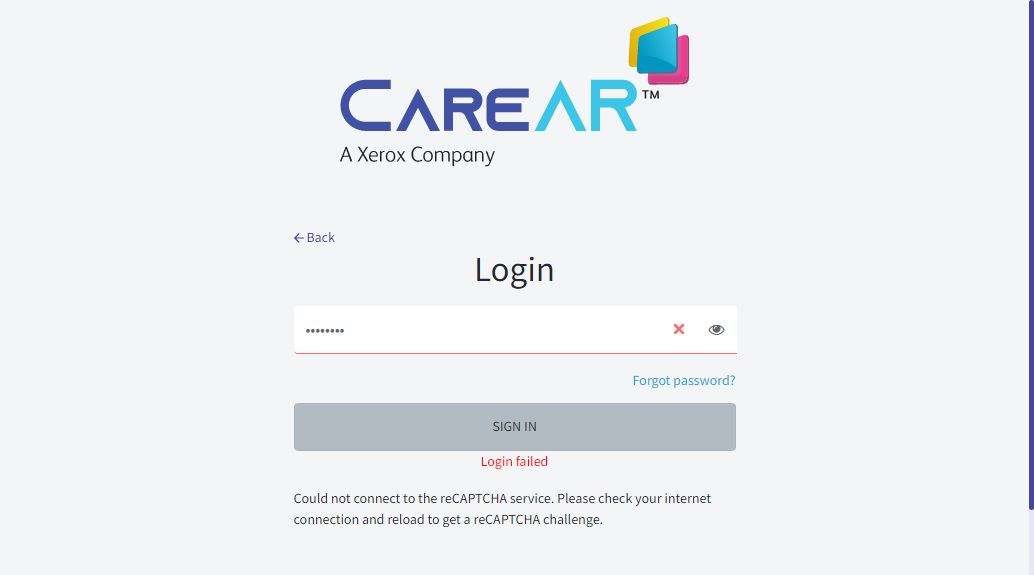 CAREAR™
A Xerox Company
← Back
Login
••••••••
Forgot password?
SIGN IN
Login failed
Could not connect to the reCAPTCHA service. Please check your internet
connection and reload to get a reCAPTCHA challenge.